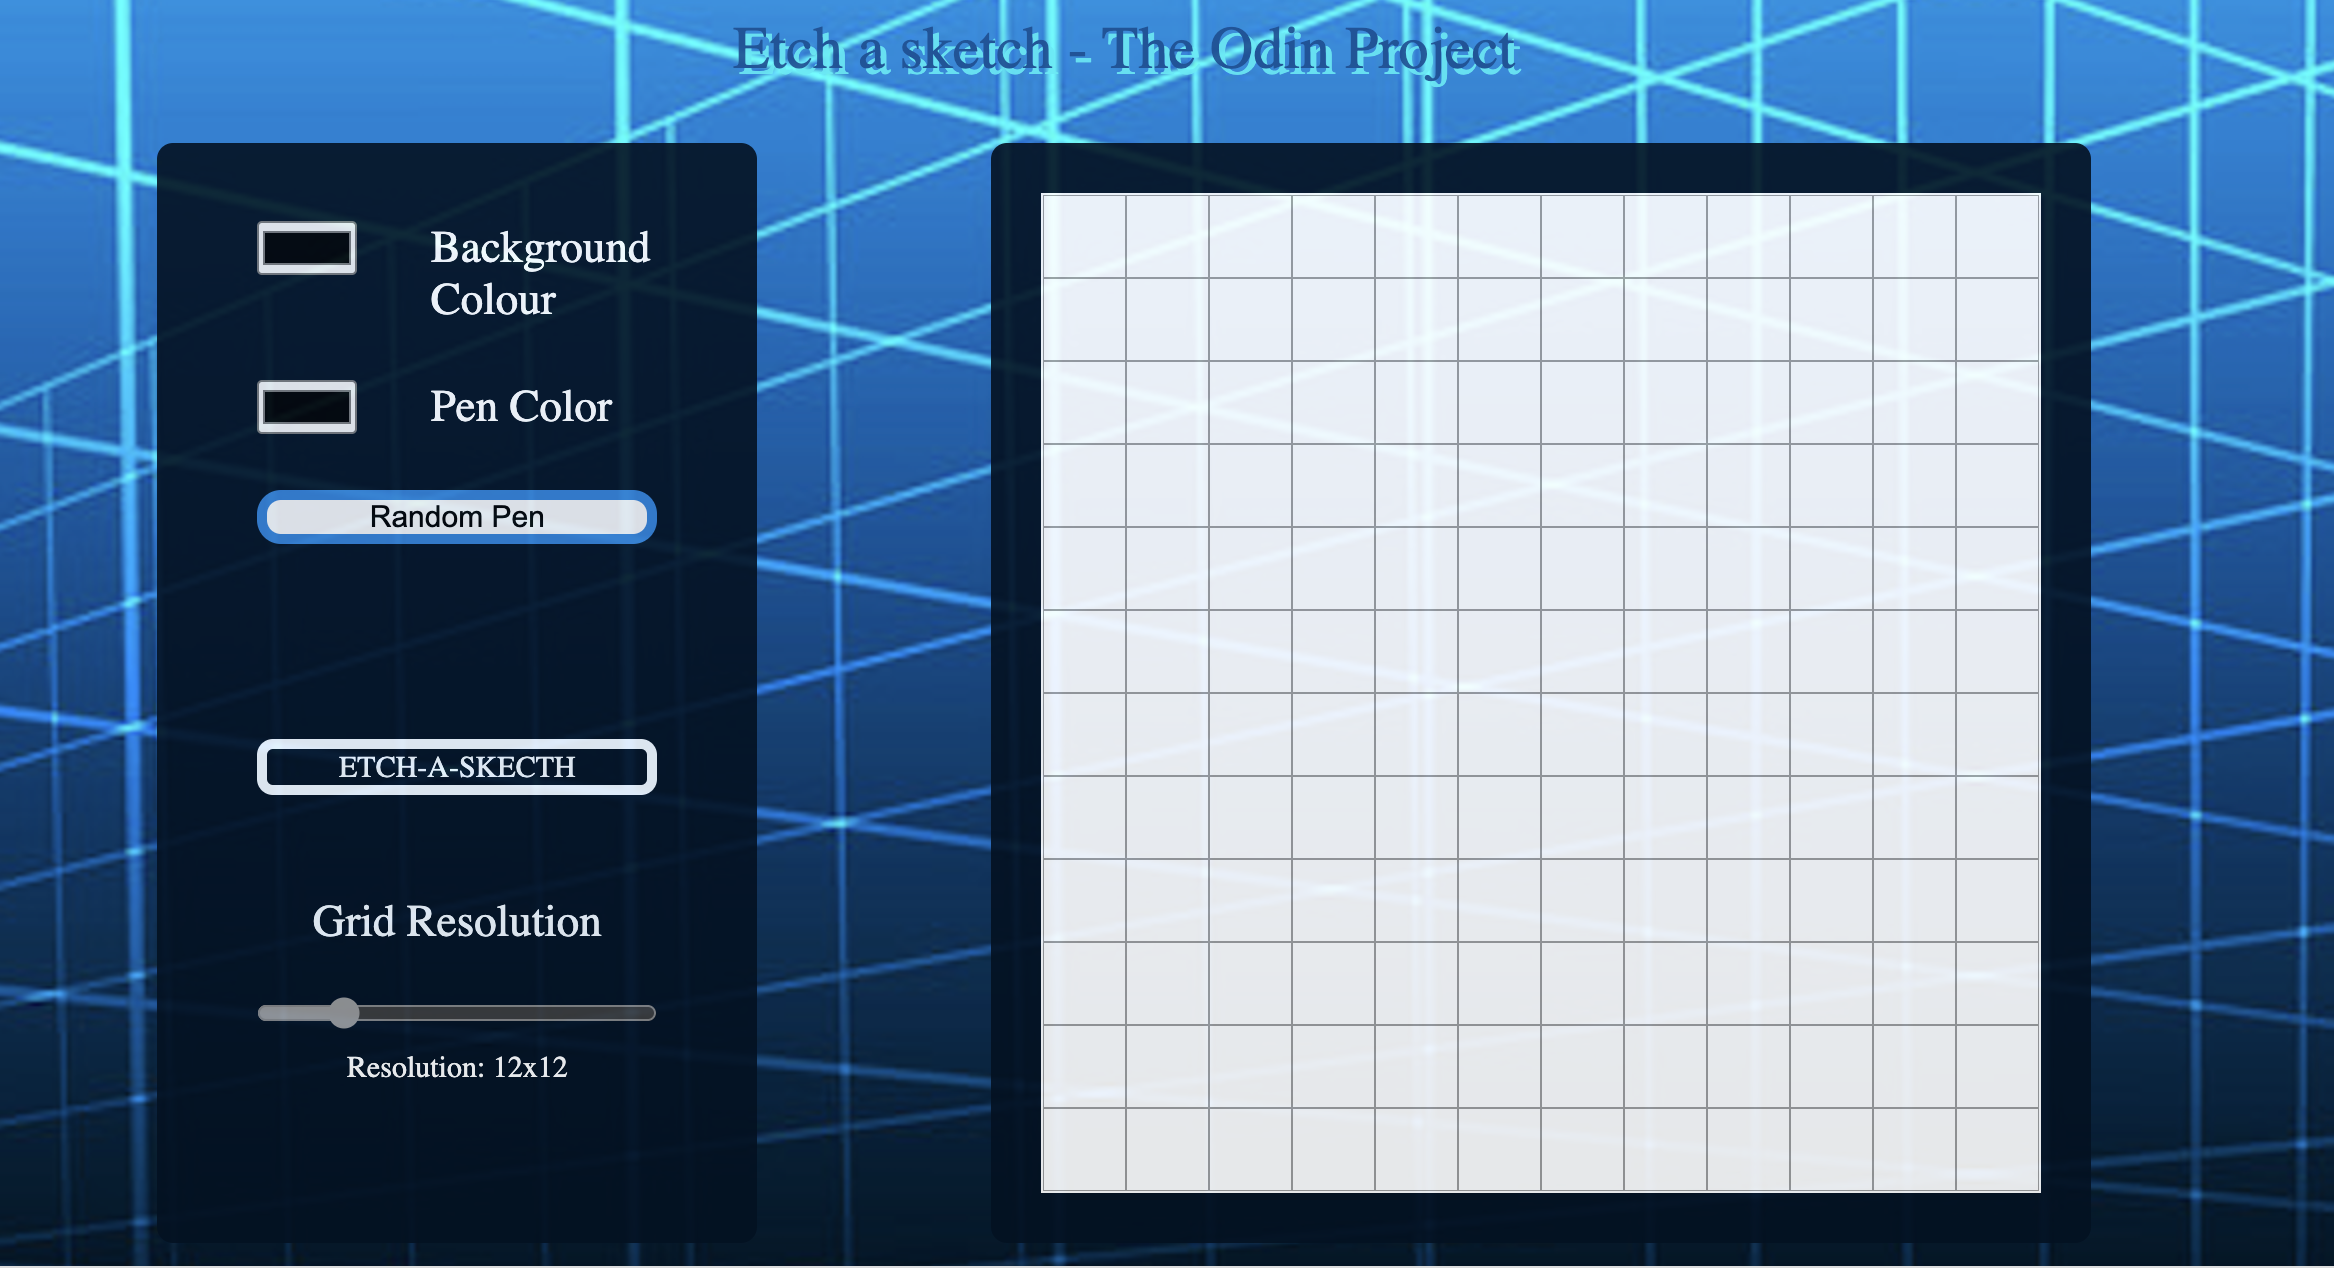 Etch a sketch - The Odin Project
Background
Colour
Pen Color
Random Pen
ETCH-A-SKECTH
Grid Resolution
Resolution: 12x12